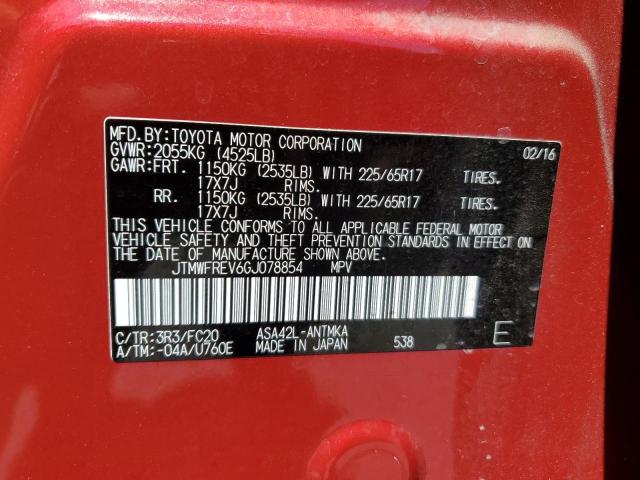 MFD.BY:TOYOTA MOTOR CORPORATION 02/16
GVWR:2055KG (4525LB)
GAWR:FRT. 1150KG (2535LB) WITH 225/65R17 TIRES.
17X7J RIMS.
RR. 1150KG (2535LB) WITH 225/65R17 TIRES.
17X7J RIMS.
THIS VEHICLE CONFORMS TO ALL APPLICABLE FEDERAL MOTOR
VEHICLE SAFETY AND THEFT PREVENTION STANDARDS IN EFFECT ON
THE DATE OF MANUFACTURE SHOWN ABOVE.
JTMWFREV6GJ078854 MPV
C/TR:3R3/FC20 ASA42L-ANTMKA
A/TM:-04A/U760E MADE IN JAPAN 538 E